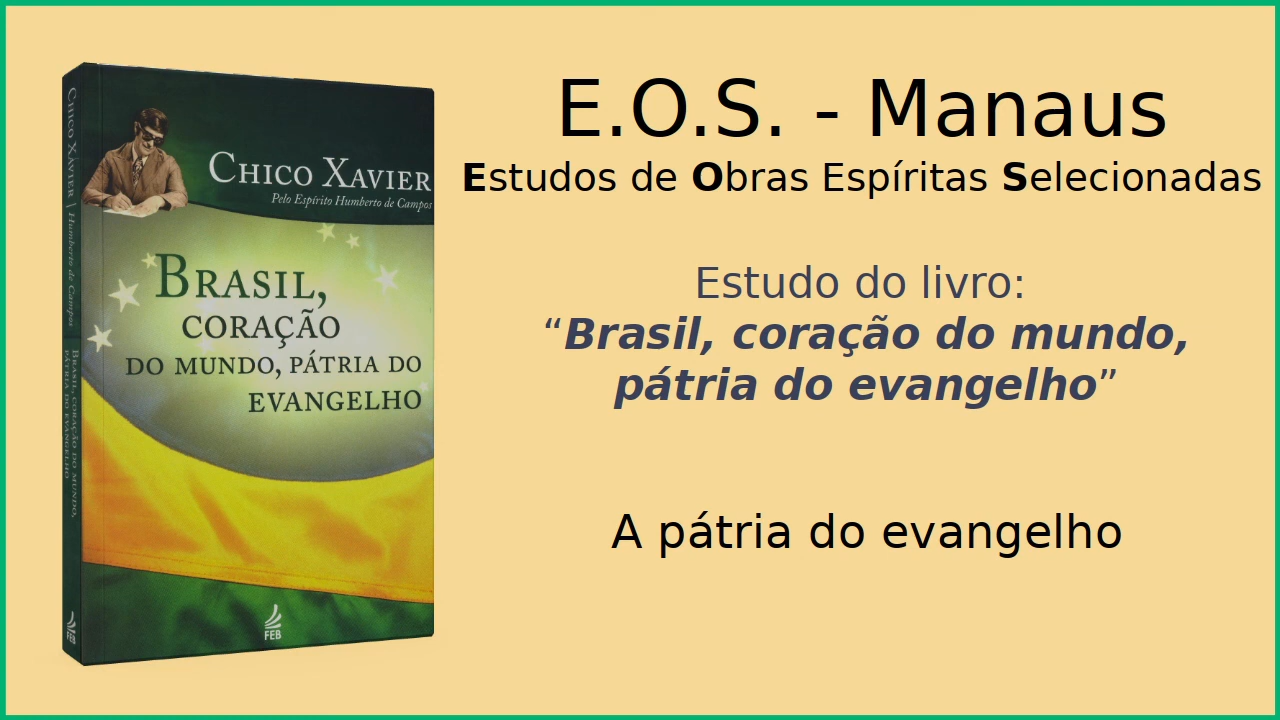 CHICO XAVIER
Pelo Espírito Humberto de Campos
BRASIL,
CORAÇÃO
DO MUNDO, PÁTRIA DO
EVANGELHO
FEB
CHICO XAVIER | Humberto de Campos
BRASIL, CORAÇÃO DO MUNDO,
PÁTRIA DO EVANGELHO
FEB
E.O.S. - Manaus
Estudos de Obras Espíritas Selecionadas
Estudo do livro:
“Brasil, coração do mundo,
pátria do evangelho”
A pátria do evangelho